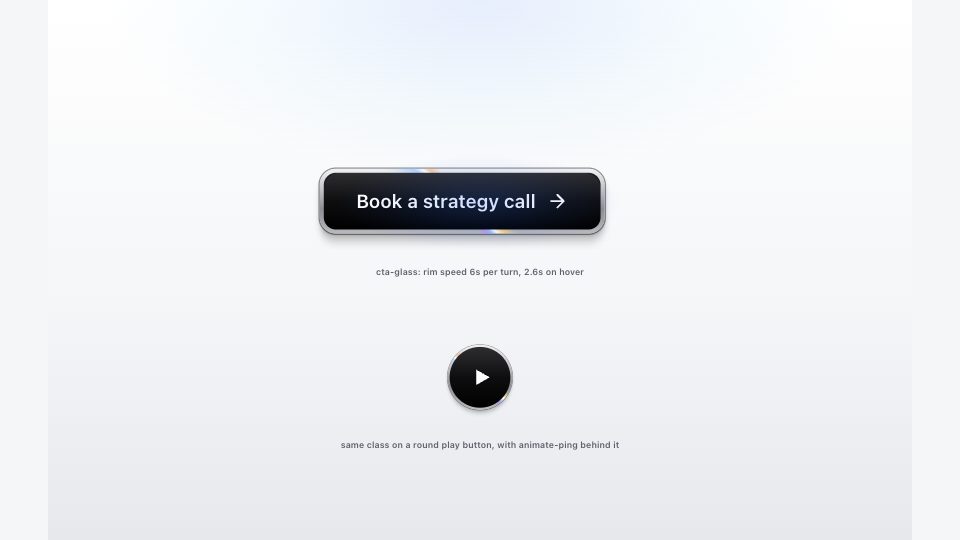 Book a strategy call →
cta-glass: rim speed 6s per turn, 2.6s on hover
same class on a round play button, with animate-ping behind it